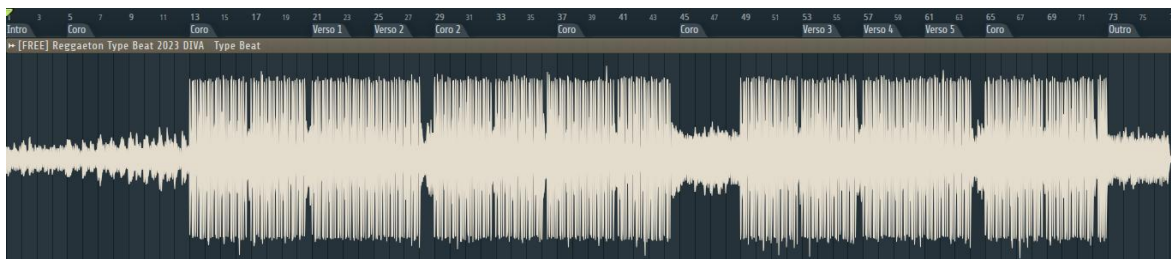 1 3 5 7 9 11 13 15 17 19 21 23 25 27 29 31 33 35 37 39 41 43 45 47 49 51 53 55 57 59 61 63 65 67 69 71 73 75
Intro Coro Coro Verso 1 Verso 2 Coro 2 Coro Coro Verso 3 Verso 4 Verso 5 Coro Outro
[FREE] Reggaeton Type Beat 2023 DIVA Type Beat